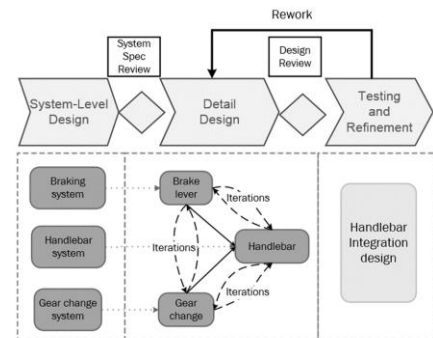 Rework
System
Spec
Review
Design
Review
System-Level
Design
Detail
Design
Testing
and
Refinement
Braking
system
Brake
lever
Iterations
Handlebar
system
Iterations
Handlebar
Handlebar
Integration
design
Iterations
Gear change
system
Gear
change